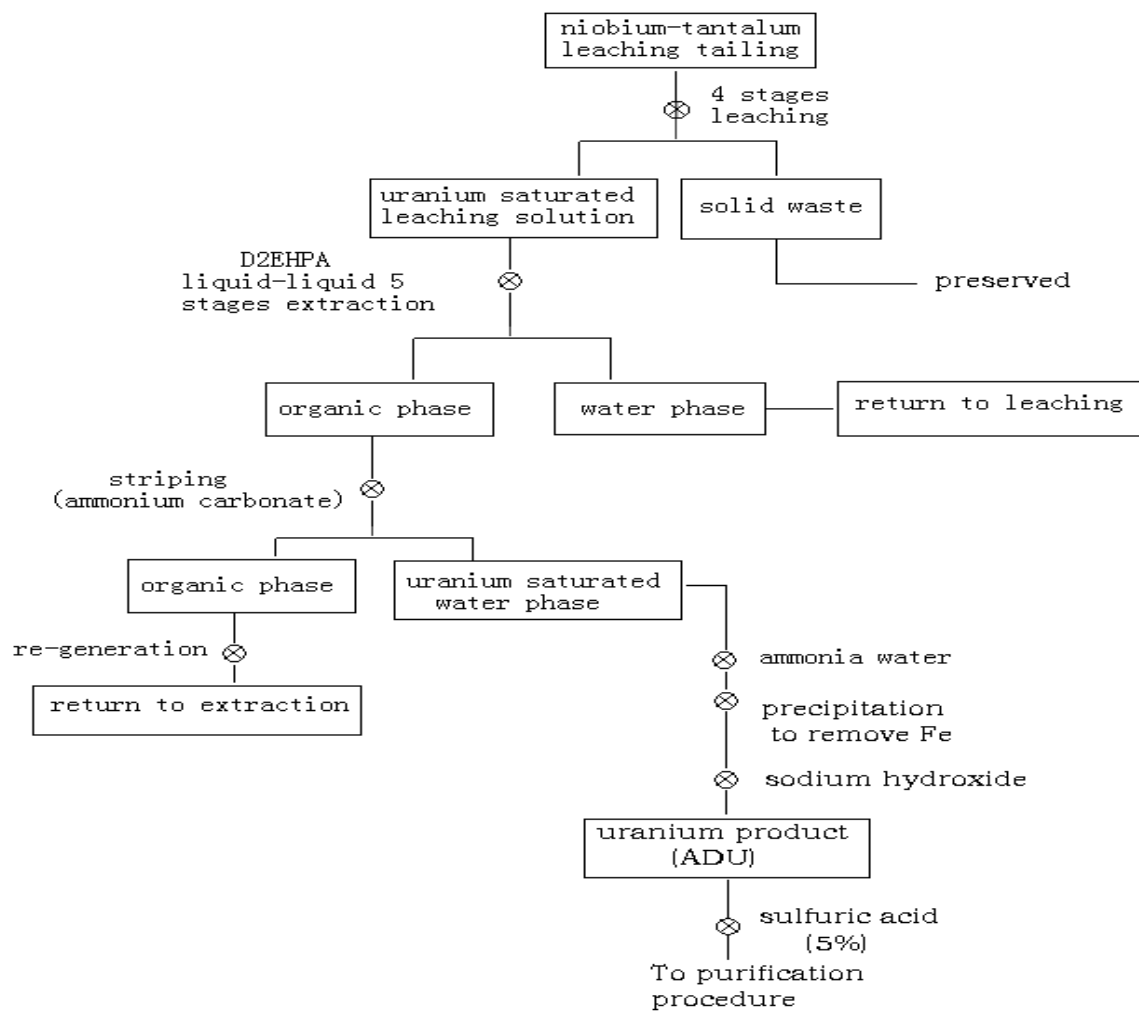 niobium-tantalum
leaching tailing
4 stages
leaching
uranium saturated
leaching solution
solid waste
D2EHPA
liquid-liquid 5
stages extraction
preserved
organic phase
water phase
return to leaching
striping
(ammonium carbonate)
organic phase
uranium saturated
water phase
re-generation
ammonia water
return to extraction
precipitation
to remove Fe
sodium hydroxide
uranium product
(ADU)
sulfuric acid
(5%)
To purification
procedure